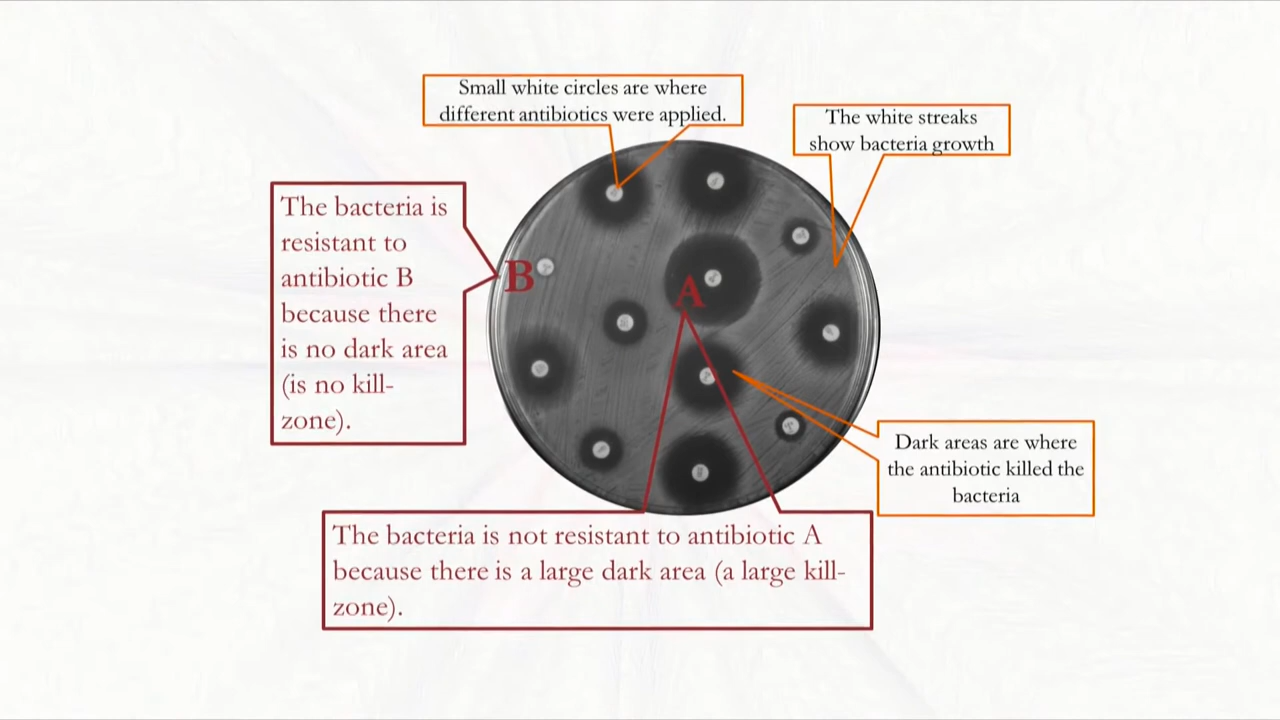 Small white circles are where
different antibiotics were applied.
The white streaks
show bacteria growth
The bacteria is
resistant to
antibiotic B
because there
is no dark area
(is no kill-
zone).
B
A
Dark areas are where
the antibiotic killed the
bacteria
The bacteria is not resistant to antibiotic A
because there is a large dark area (a large kill-
zone).